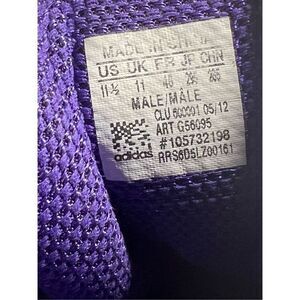 MADE IN CHINA
US UK FR JP CHN
11½ 11 46 295
MALE/MÂLE
CLU 600001 05/12
ART G56095
#105732198
adidas
RRS6D5LZ00161